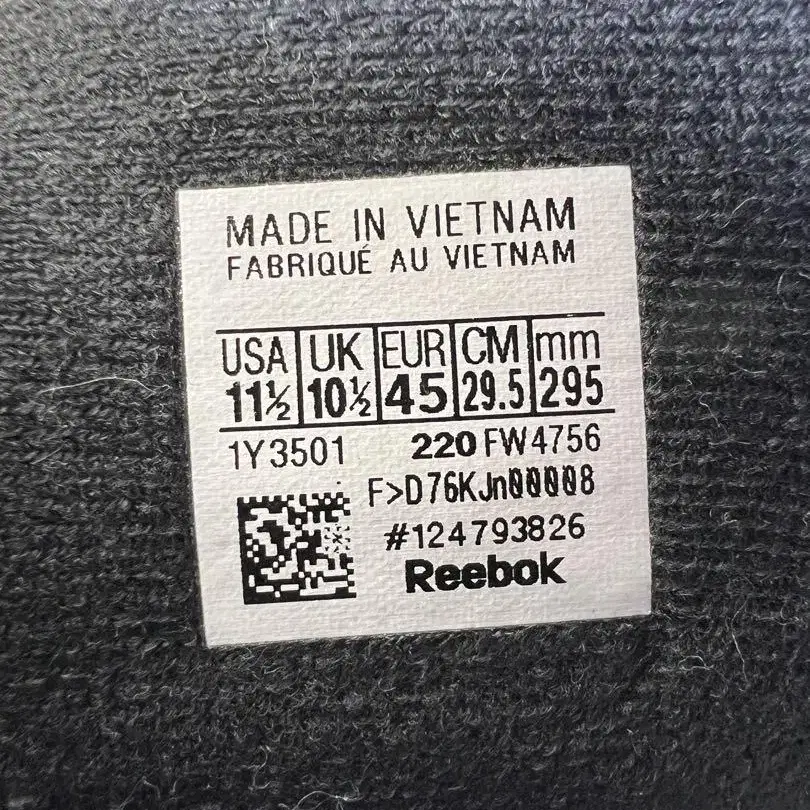 MADE IN VIETNAM
FABRIQUÉ AU VIETNAM
USA UK EUR CM mm
11½ 10½ 45 29.5 295
1Y3501 220 FW4756
F>D76KJn00008
#124793826
Reebok